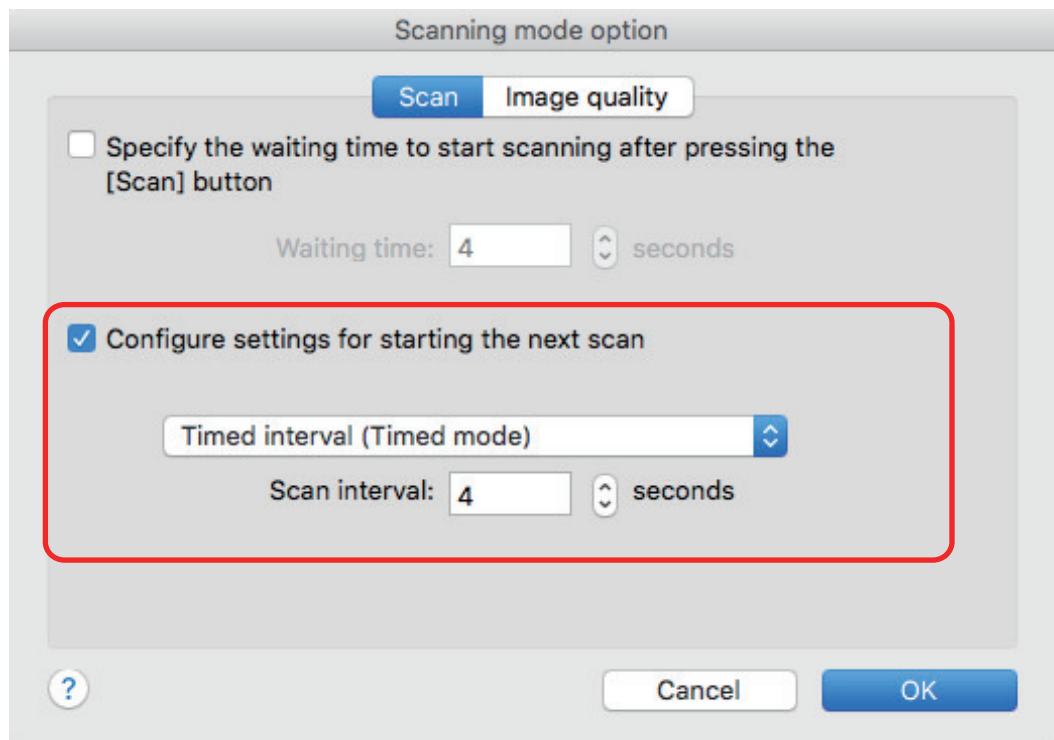 Scanning mode option
Scan Image quality
Specify the waiting time to start scanning after pressing the
[Scan] button
Waiting time: 4 seconds
Configure settings for starting the next scan
Timed interval (Timed mode)
Scan interval: 4 seconds
? Cancel OK